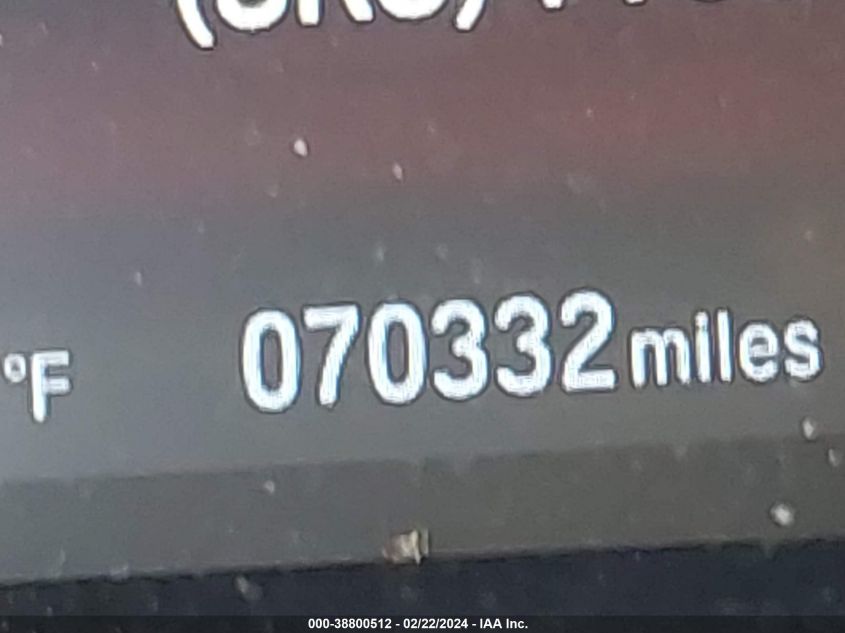 °F 070332 miles
000-38800512 - 02/22/2024 - IAA Inc.